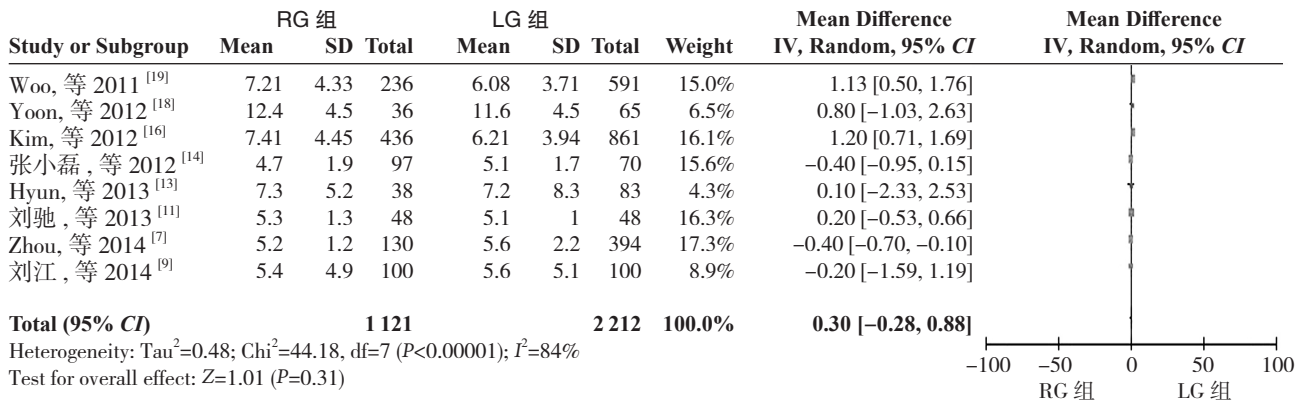 RG 组 LG 组 Mean Difference Mean Difference
Study or Subgroup Mean SD Total Mean SD Total Weight IV, Random, 95% CI IV, Random, 95% CI
Woo, 等 2011 [19] 7.21 4.33 236 6.08 3.71 591 15.0% 1.13 [0.50, 1.76]
Yoon, 等 2012 [18] 12.4 4.5 36 11.6 4.5 65 6.5% 0.80 [−1.03, 2.63]
Kim, 等 2012 [16] 7.41 4.45 436 6.21 3.94 861 16.1% 1.20 [0.71, 1.69]
张小磊 , 等 2012 [14] 4.7 1.9 97 5.1 1.7 70 15.6% −0.40 [−0.95, 0.15]
Hyun, 等 2013 [13] 7.3 5.2 38 7.2 8.3 83 4.3% 0.10 [−2.33, 2.53]
刘驰 , 等 2013 [11] 5.3 1.3 48 5.1 1 48 16.3% 0.20 [−0.53, 0.66]
Zhou, 等 2014 [7] 5.2 1.2 130 5.6 2.2 394 17.3% −0.40 [−0.70, −0.10]
刘江 , 等 2014 [9] 5.4 4.9 100 5.6 5.1 100 8.9% −0.20 [−1.59, 1.19]
Total (95% CI) 1 121 2 212 100.0% 0.30 [−0.28, 0.88]
Heterogeneity: Tau²=0.48; Chi²=44.18, df=7 (P<0.00001); I²=84%
Test for overall effect: Z=1.01 (P=0.31)
−100 −50 0 50 100
RG 组 LG 组